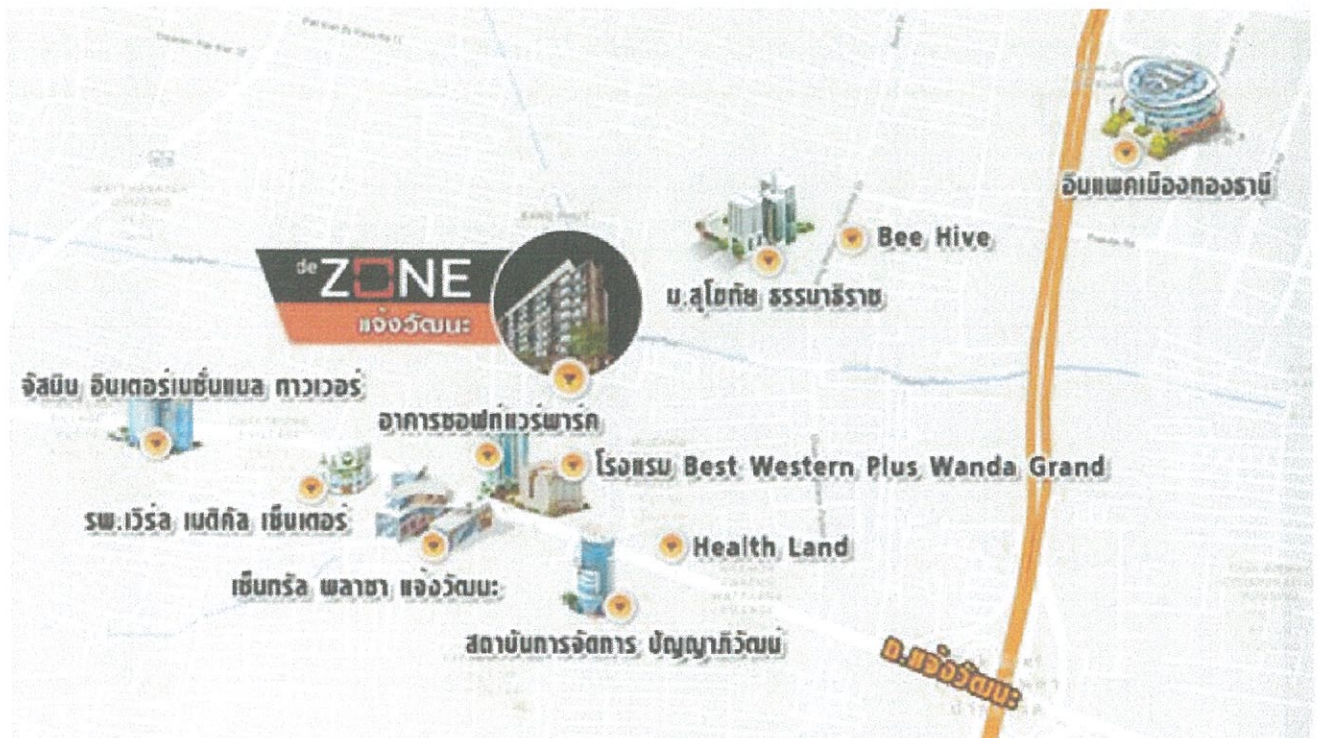 อิมแพคเมืองทองธานี
Bee Hive
ม.สุโขทัย ธรรมาธิราช
de ZONE
แจ้งวัฒนะ
จัสมิน อินเตอร์เนชั่นแนล ทาวเวอร์
อาคารซอฟท์แวร์พาร์ค
โรงแรม Best Western Plus Wanda Grand
รพ.เวิร์ล เมดิคัล เซ็นเตอร์
Health Land
เซ็นทรัล พลาซา แจ้งวัฒนะ
สถาบันการจัดการ ปัญญาภิวัฒน์
ถ.แจ้งวัฒนะ